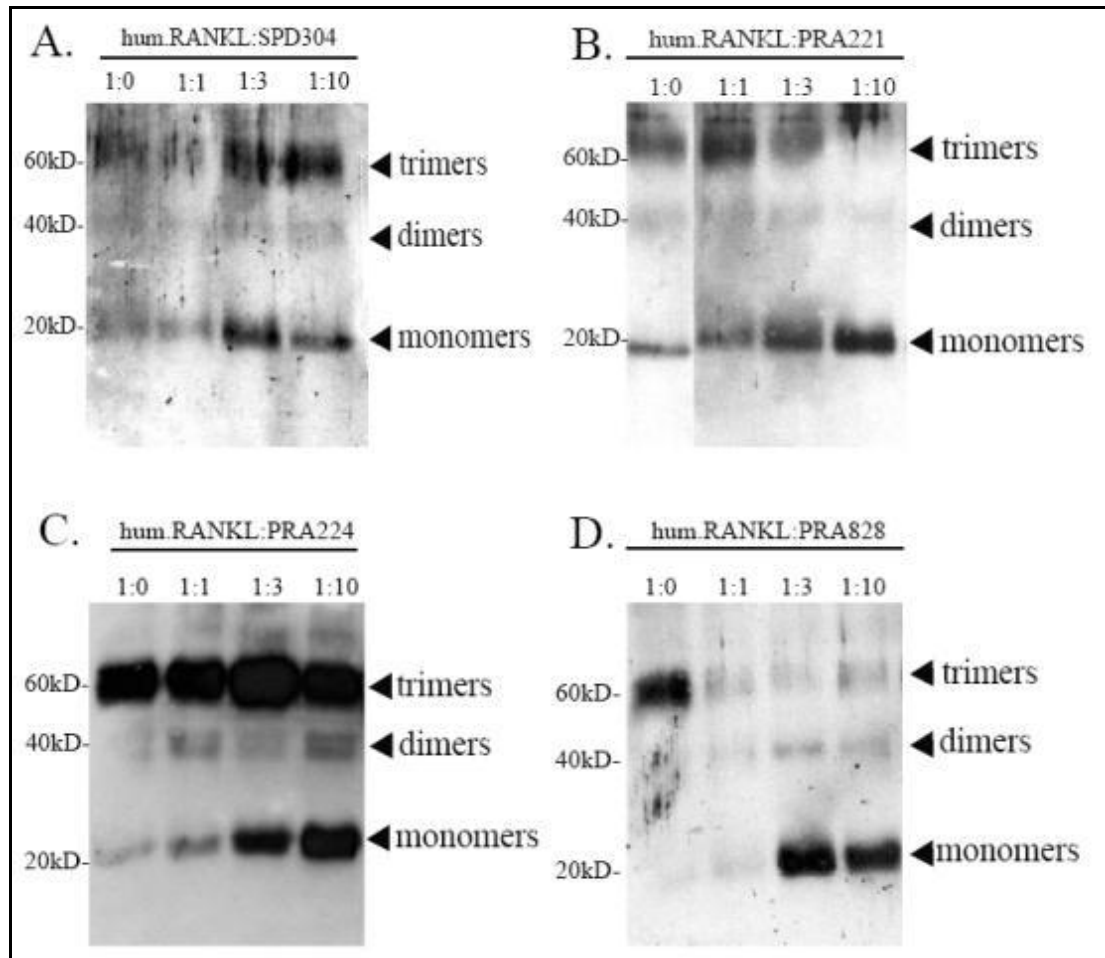 A.
hum.RANKL:SPD304
1:0 1:1 1:3 1:10
60kD-
trimers
40kD-
dimers
20kD-
monomers
B.
hum.RANKL:PRA221
1:0 1:1 1:3 1:10
60kD-
trimers
40kD-
dimers
20kD-
monomers
C.
hum.RANKL:PRA224
1:0 1:1 1:3 1:10
60kD-
trimers
40kD-
dimers
monomers
20kD-
D.
hum.RANKL:PRA828
1:0 1:1 1:3 1:10
trimers
60kD-
dimers
40kD-
monomers
20kD-